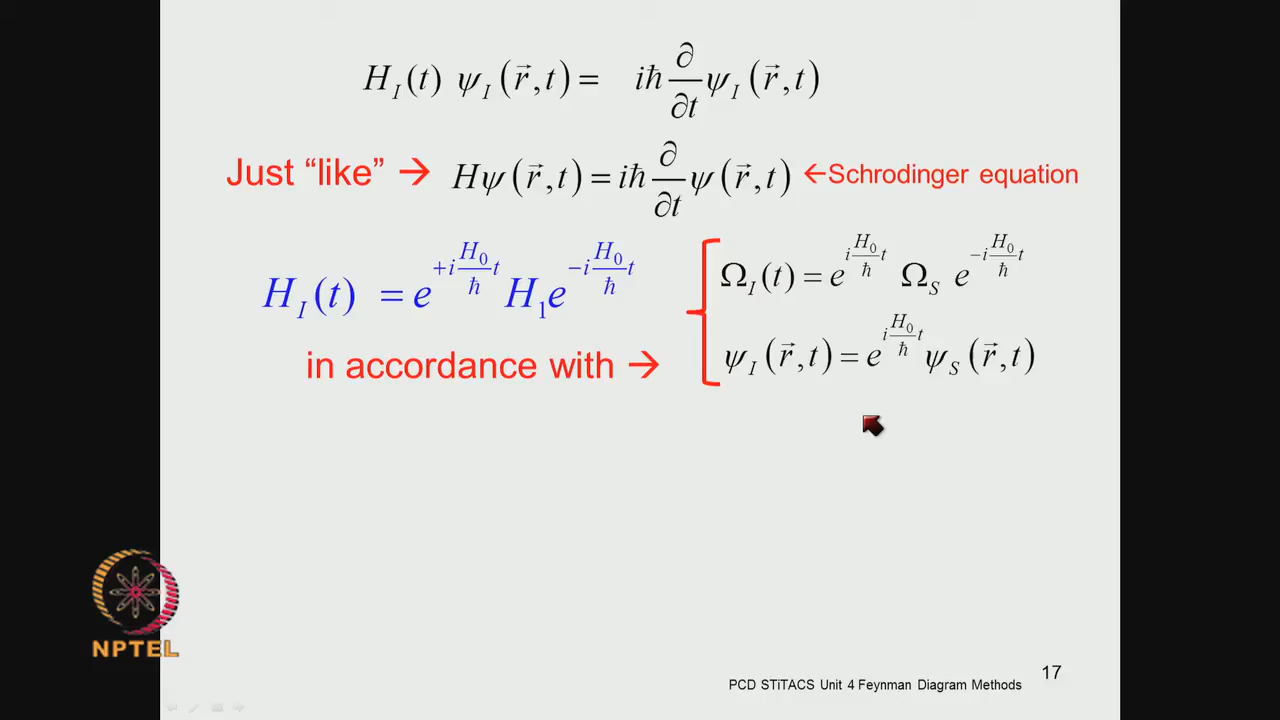 H_I(t) ψ_I(r⃗,t) = iℏ ∂/∂t ψ_I(r⃗,t)
Just “like” → Hψ(r⃗,t) = iℏ ∂/∂t ψ(r⃗,t) ←Schrodinger equation
H_I(t) = e^{+i H_0/ℏ t} H_1 e^{−i H_0/ℏ t}
Ω_I(t) = e^{i H_0/ℏ t} Ω_S e^{−i H_0/ℏ t}
in accordance with →
ψ_I(r⃗,t) = e^{i H_0/ℏ t} ψ_S(r⃗,t)
NPTEL
PCD STiTACS Unit 4 Feynman Diagram Methods
17